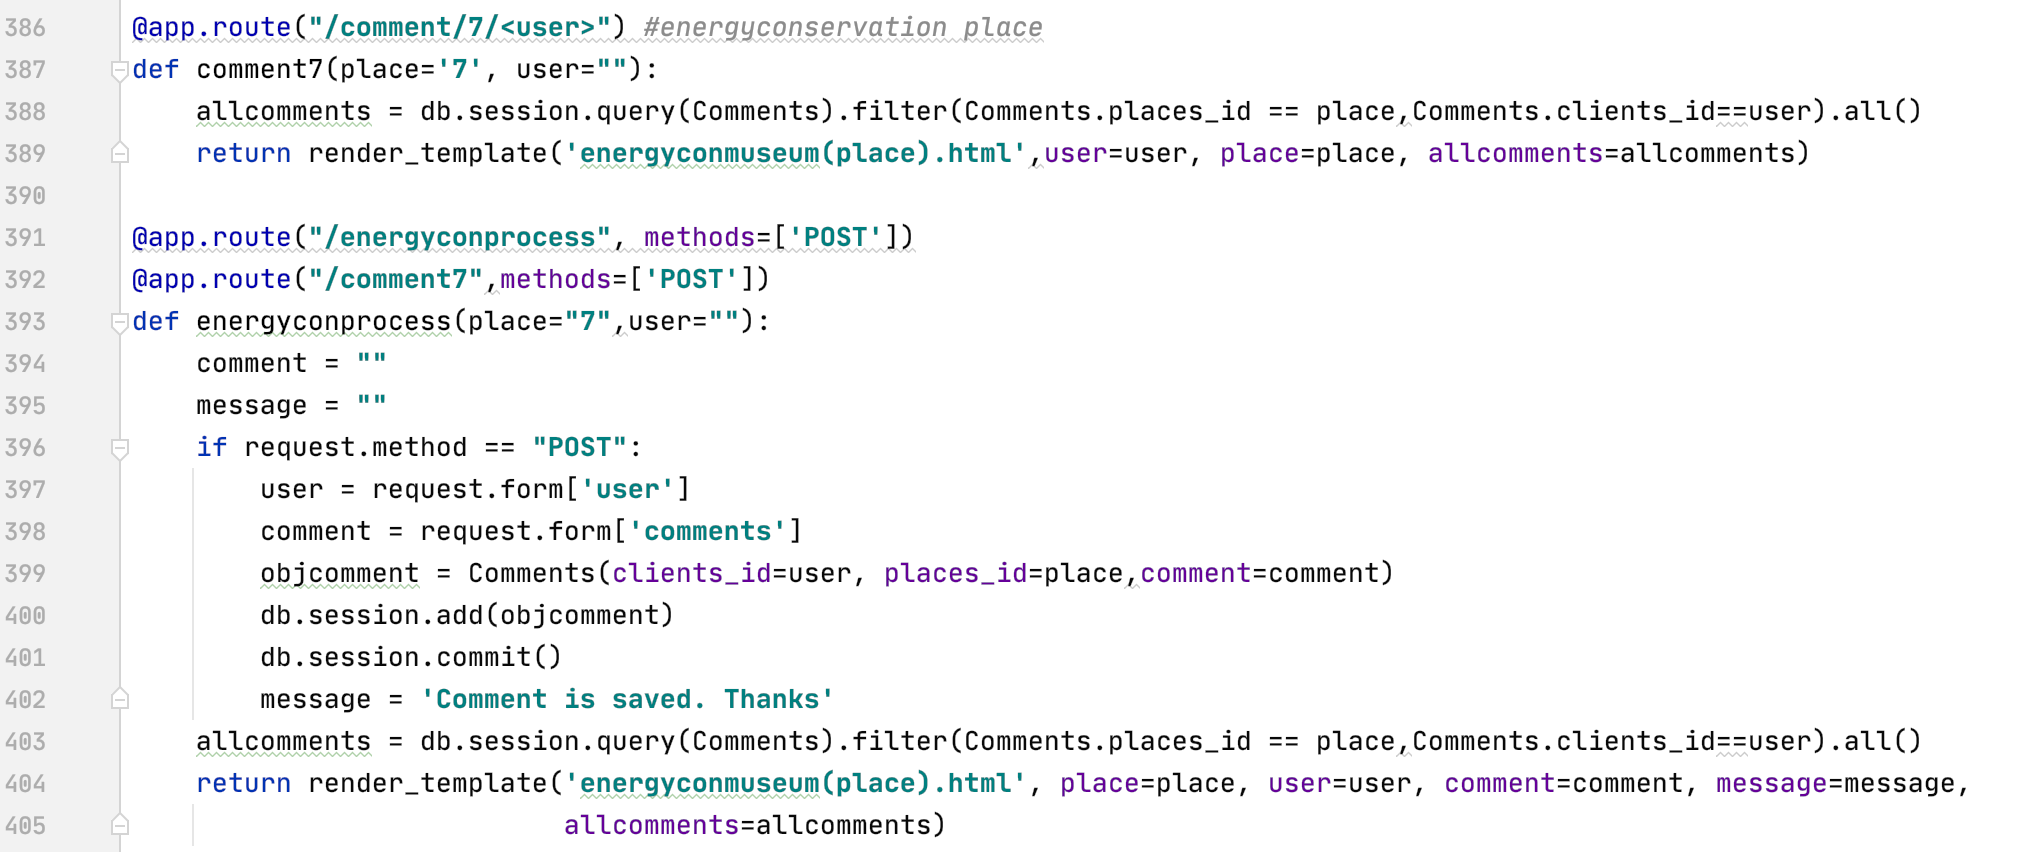 386 @app.route("/comment/7/<user>") #energyconservation place
387 def comment7(place='7', user=""):
388     allcomments = db.session.query(Comments).filter(Comments.places_id == place,Comments.clients_id==user).all()
389     return render_template('energyconmuseum(place).html',user=user, place=place, allcomments=allcomments)
390
391 @app.route("/energyconprocess", methods=['POST'])
392 @app.route("/comment7",methods=['POST'])
393 def energyconprocess(place="7",user=""):
394     comment = ""
395     message = ""
396     if request.method == "POST":
397         user = request.form['user']
398         comment = request.form['comments']
399         objcomment = Comments(clients_id=user, places_id=place,comment=comment)
400         db.session.add(objcomment)
401         db.session.commit()
402         message = 'Comment is saved. Thanks'
403     allcomments = db.session.query(Comments).filter(Comments.places_id == place,Comments.clients_id==user).all()
404     return render_template('energyconmuseum(place).html', place=place, user=user, comment=comment, message=message,
405                            allcomments=allcomments)